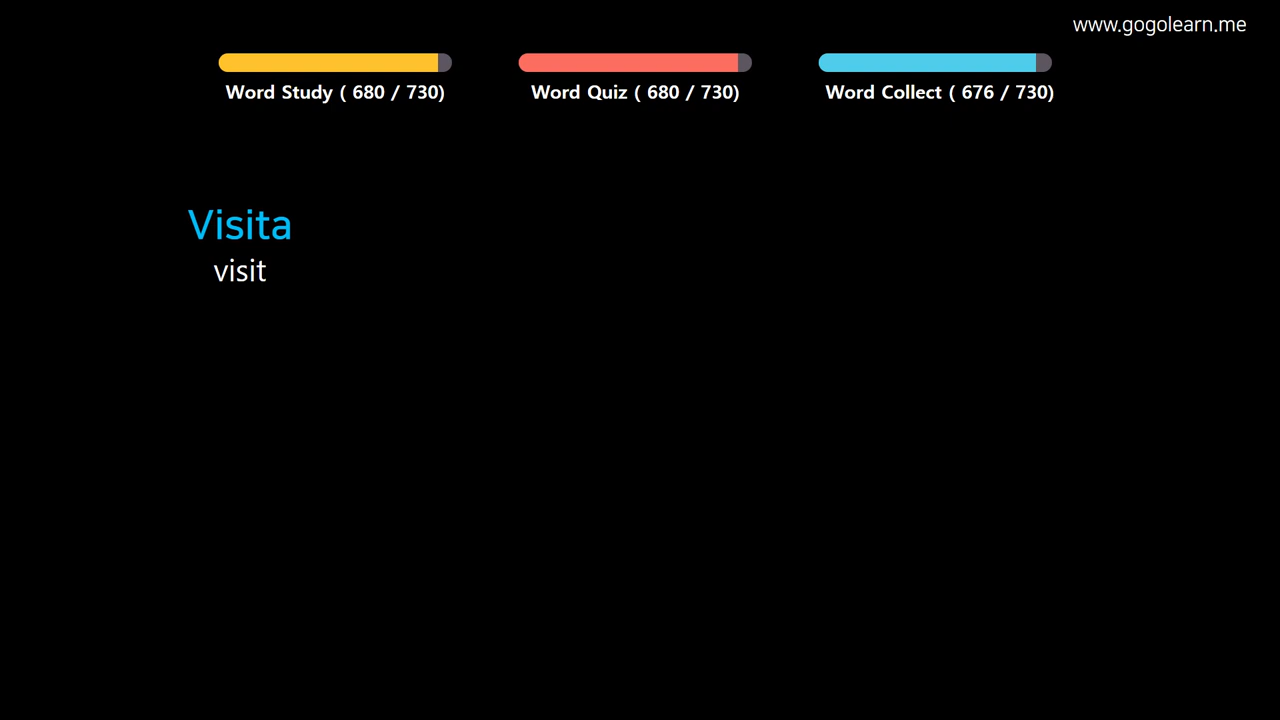 www.gogolearn.me
Word Study ( 680 / 730)
Word Quiz ( 680 / 730)
Word Collect ( 676 / 730)
Visita
visit